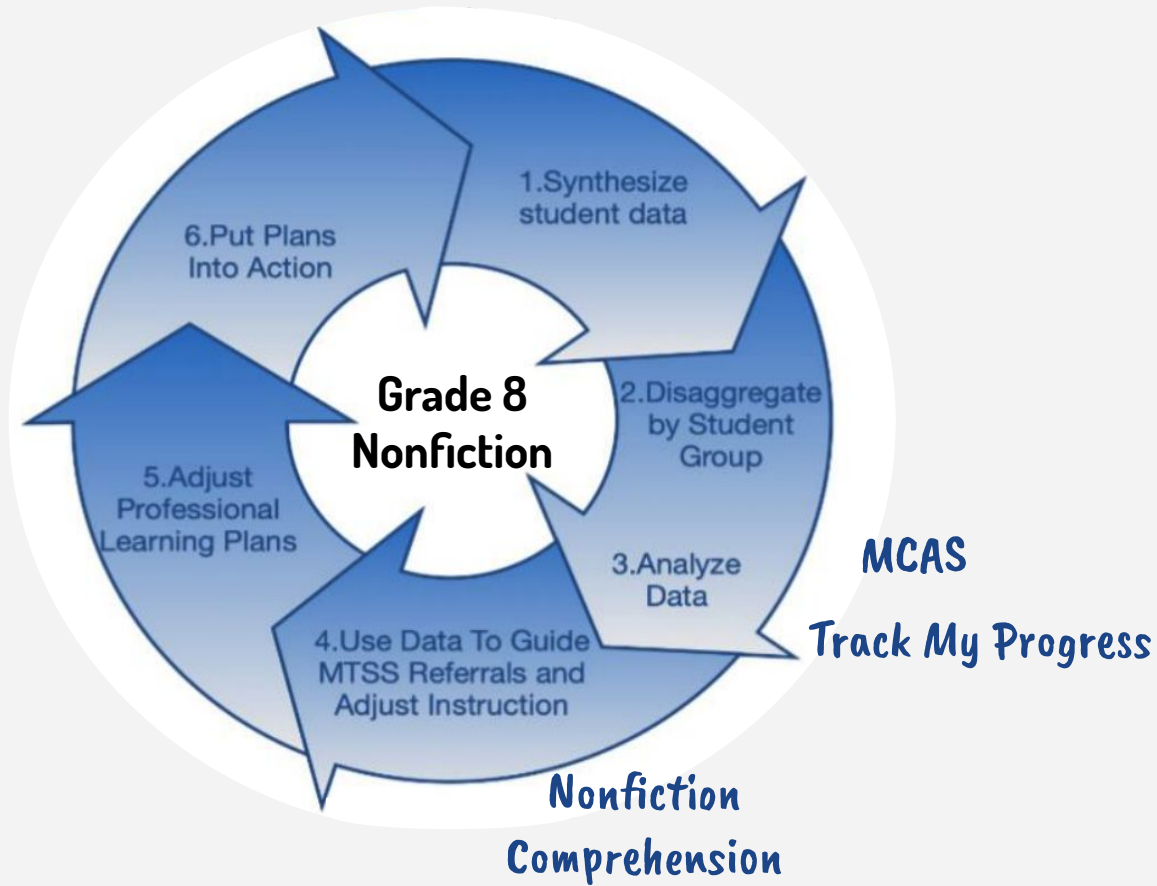 1.Synthesize
student data
2.Disaggregate
by Student
Group
3.Analyze
Data
4.Use Data To Guide
MTSS Referrals and
Adjust Instruction
5.Adjust
Professional
Learning Plans
6.Put Plans
Into Action
Grade 8
Nonfiction
MCAS
Track My Progress
Nonfiction
Comprehension